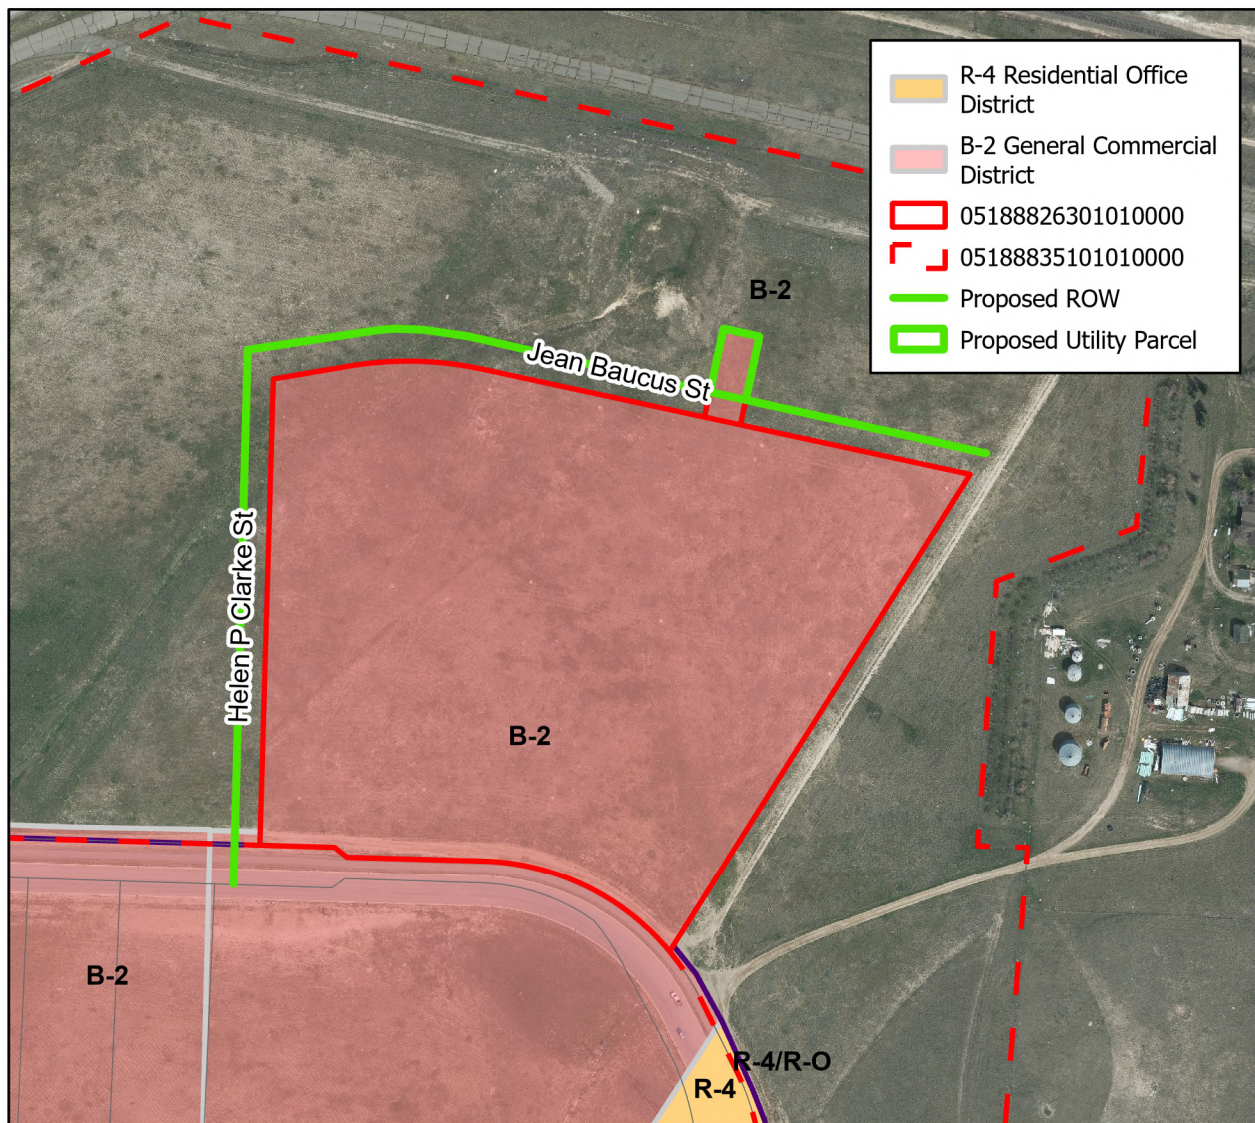 R-4 Residential Office
District
B-2 General Commercial
District
05188826301010000
05188835101010000
Proposed ROW
Proposed Utility Parcel
B-2
Jean Baucus St
Helen P Clarke St
B-2
B-2
R-4/R-O
R-4